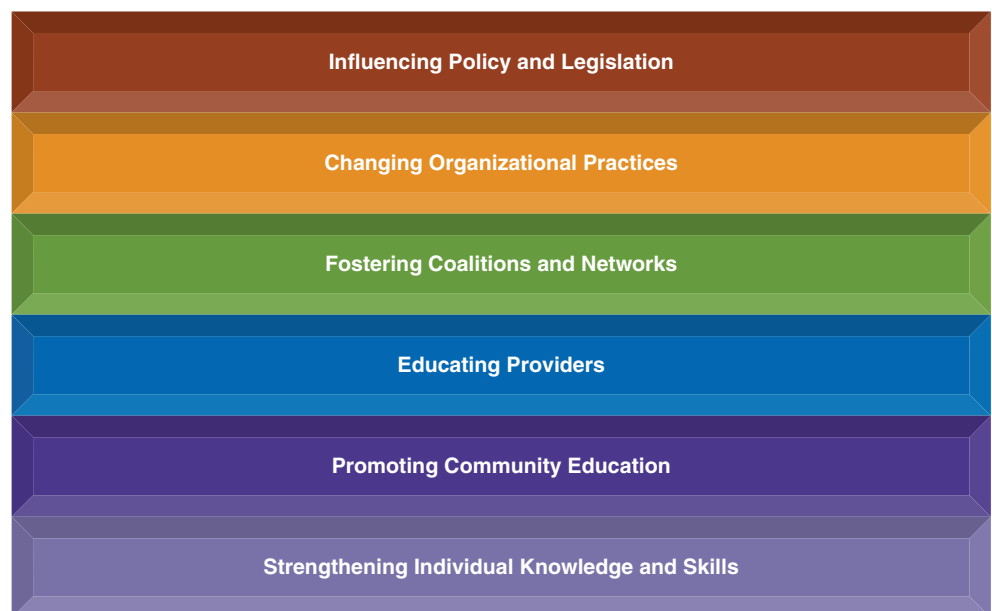 Influencing Policy and Legislation
Changing Organizational Practices
Fostering Coalitions and Networks
Educating Providers
Promoting Community Education
Strengthening Individual Knowledge and Skills